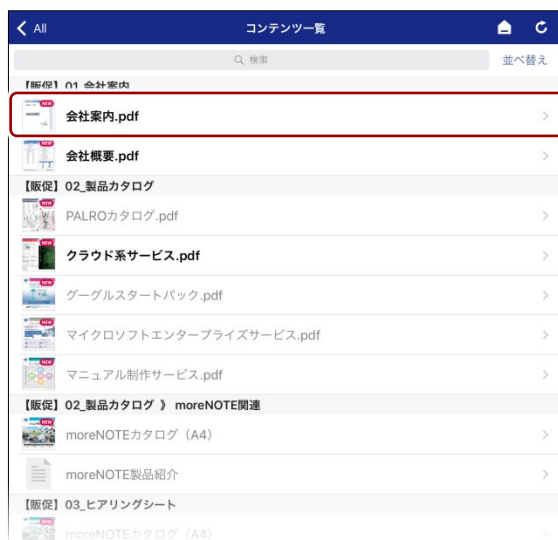 All コンテンツ一覧
検索 並べ替え
【販促】01_会社案内
NEW
会社案内.pdf
NEW
会社概要.pdf
【販促】02_製品カタログ
NEW
PALROカタログ.pdf
NEW
クラウド系サービス.pdf
NEW
グーグルスタートパック.pdf
NEW
マイクロソフトエンタープライズサービス.pdf
NEW
マニュアル制作サービス.pdf
【販促】02_製品カタログ 》 moreNOTE関連
NEW
moreNOTEカタログ（A4）
moreNOTE製品紹介
【販促】03_ヒアリングシート
NEW
moreNOTEカタログ（A4）